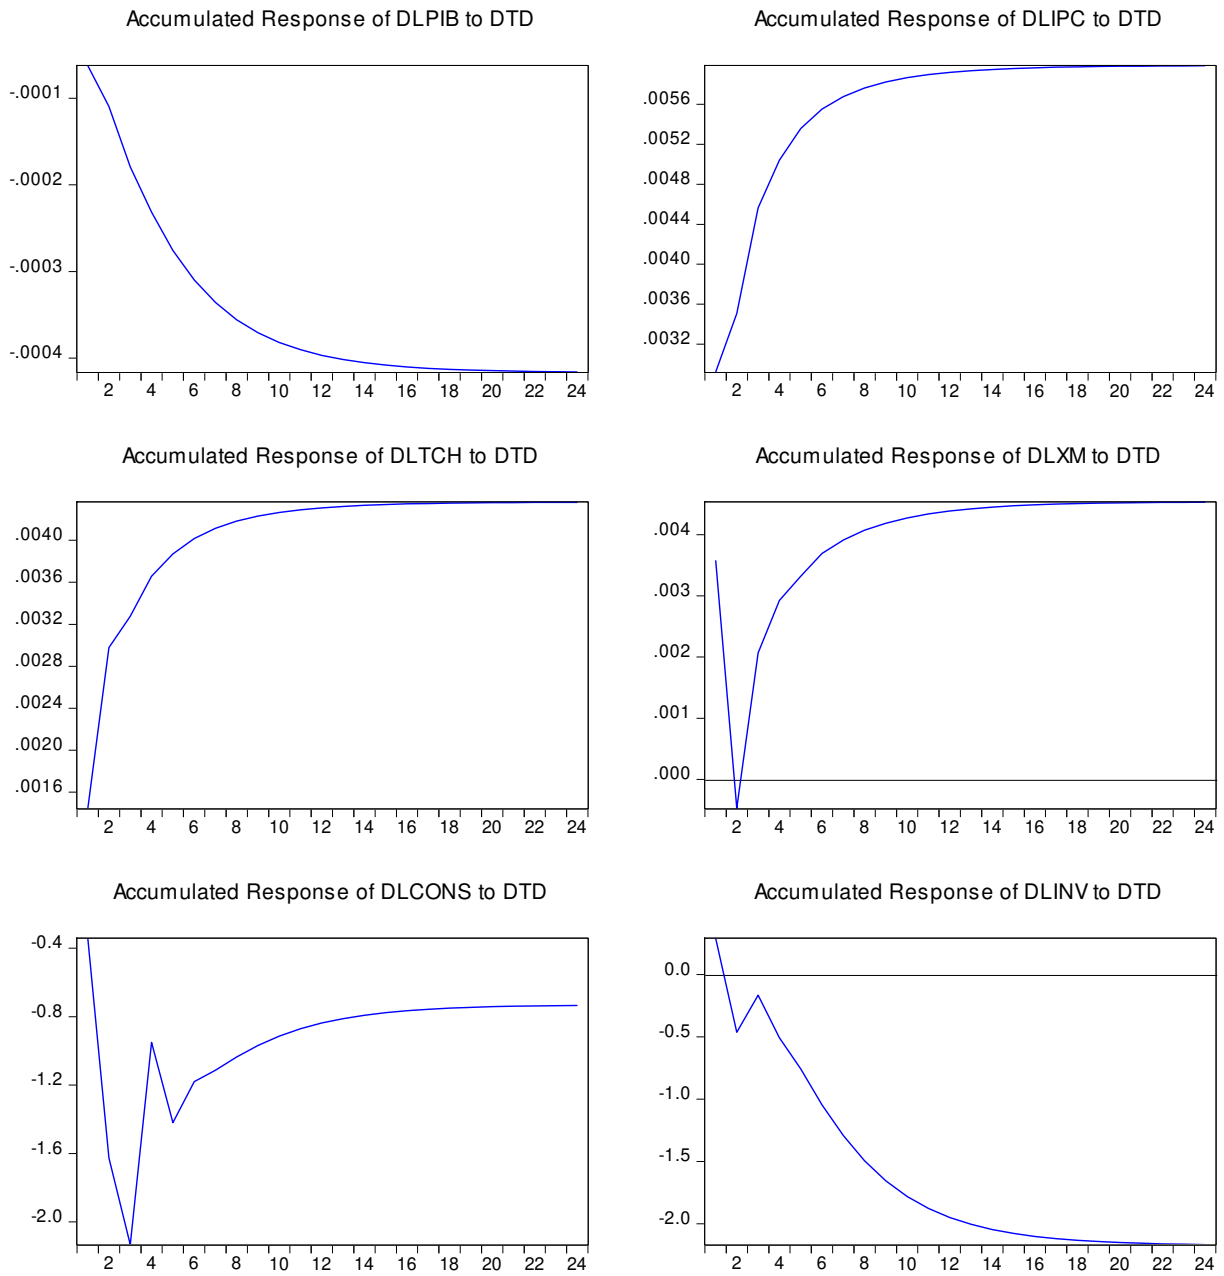 Accumulated Response of DLPIB to DTD
-.0001
-.0002
-.0003
-.0004
2 4 6 8 10 12 14 16 18 20 22 24
Accumulated Response of DLIPC to DTD
.0056
.0052
.0048
.0044
.0040
.0036
.0032
2 4 6 8 10 12 14 16 18 20 22 24
Accumulated Response of DLTCH to DTD
.0040
.0036
.0032
.0028
.0024
.0020
.0016
2 4 6 8 10 12 14 16 18 20 22 24
Accumulated Response of DLXM to DTD
.004
.003
.002
.001
.000
2 4 6 8 10 12 14 16 18 20 22 24
Accumulated Response of DLCONS to DTD
-0.4
-0.8
-1.2
-1.6
-2.0
2 4 6 8 10 12 14 16 18 20 22 24
Accumulated Response of DLINV to DTD
0.0
-0.5
-1.0
-1.5
-2.0
2 4 6 8 10 12 14 16 18 20 22 24